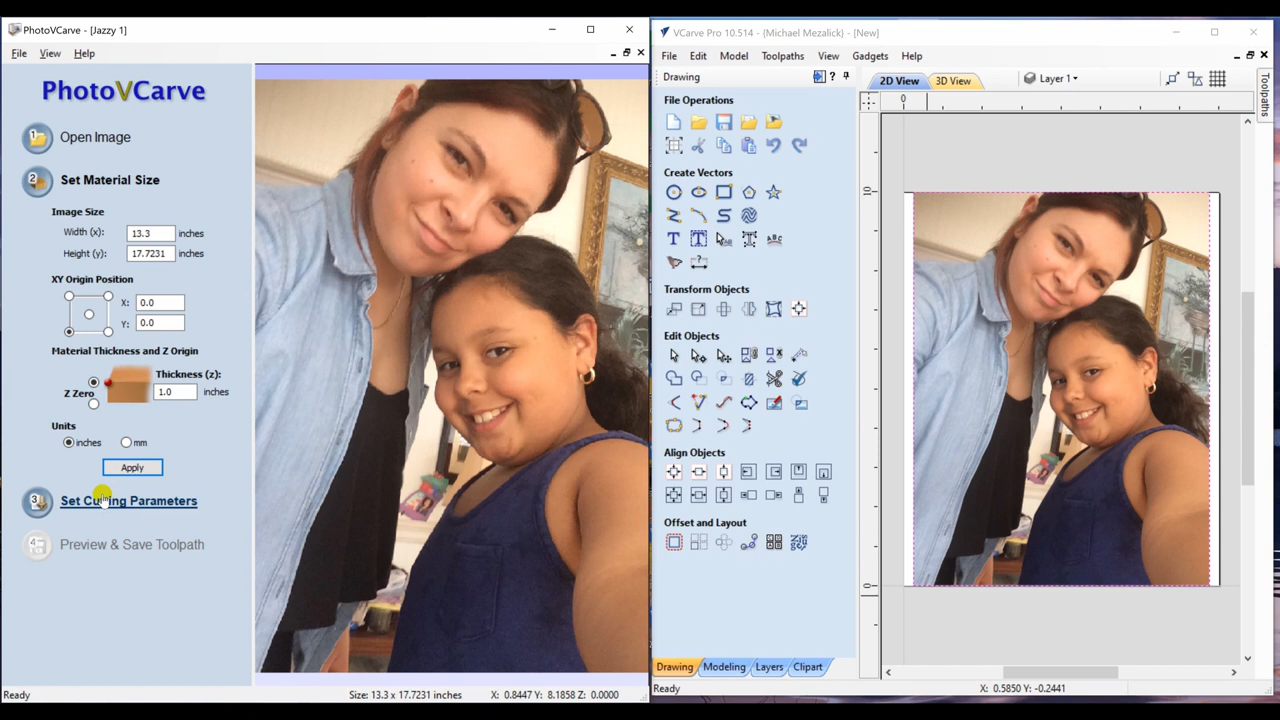 PhotoVCarve - [Jazzy 1]
File View Help
PhotoVCarve
1 Open Image
2 Set Material Size
Image Size
Width (x): 13.3 inches
Height (y): 17.7231 inches
XY Origin Position
X: 0.0
Y: 0.0
Material Thickness and Z Origin
Thickness (z):
Z Zero 1.0 inches
Units
inches mm
Apply
3 Set Cutting Parameters
4 Preview & Save Toolpath
Ready Size: 13.3 x 17.7231 inches X: 0.8447 Y: 8.1858 Z: 0.0000
VCarve Pro 10.514 - (Michael Mezalick) - [New]
File Edit Model Toolpaths View Gadgets Help
Drawing
2D View 3D View Layer 1
Toolpaths
0
10
0
File Operations
Create Vectors
Transform Objects
Edit Objects
Align Objects
Offset and Layout
Drawing Modeling Layers Clipart
Ready X: 0.5850 Y: -0.2441